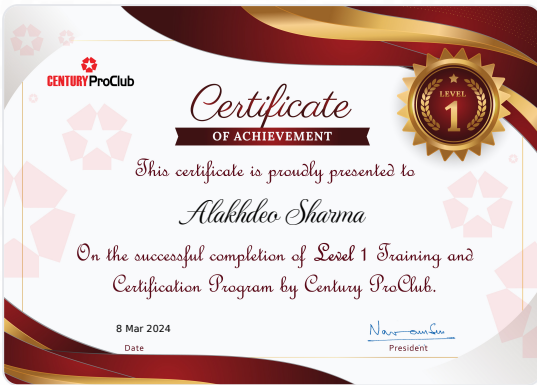 CENTURY ProClub
LEVEL
1
Certificate
OF ACHIEVEMENT
This certificate is proudly presented to
Alakhdeo Sharma
On the successful completion of Level 1 Training and
Certification Program by Century ProClub.
8 Mar 2024
Date
President